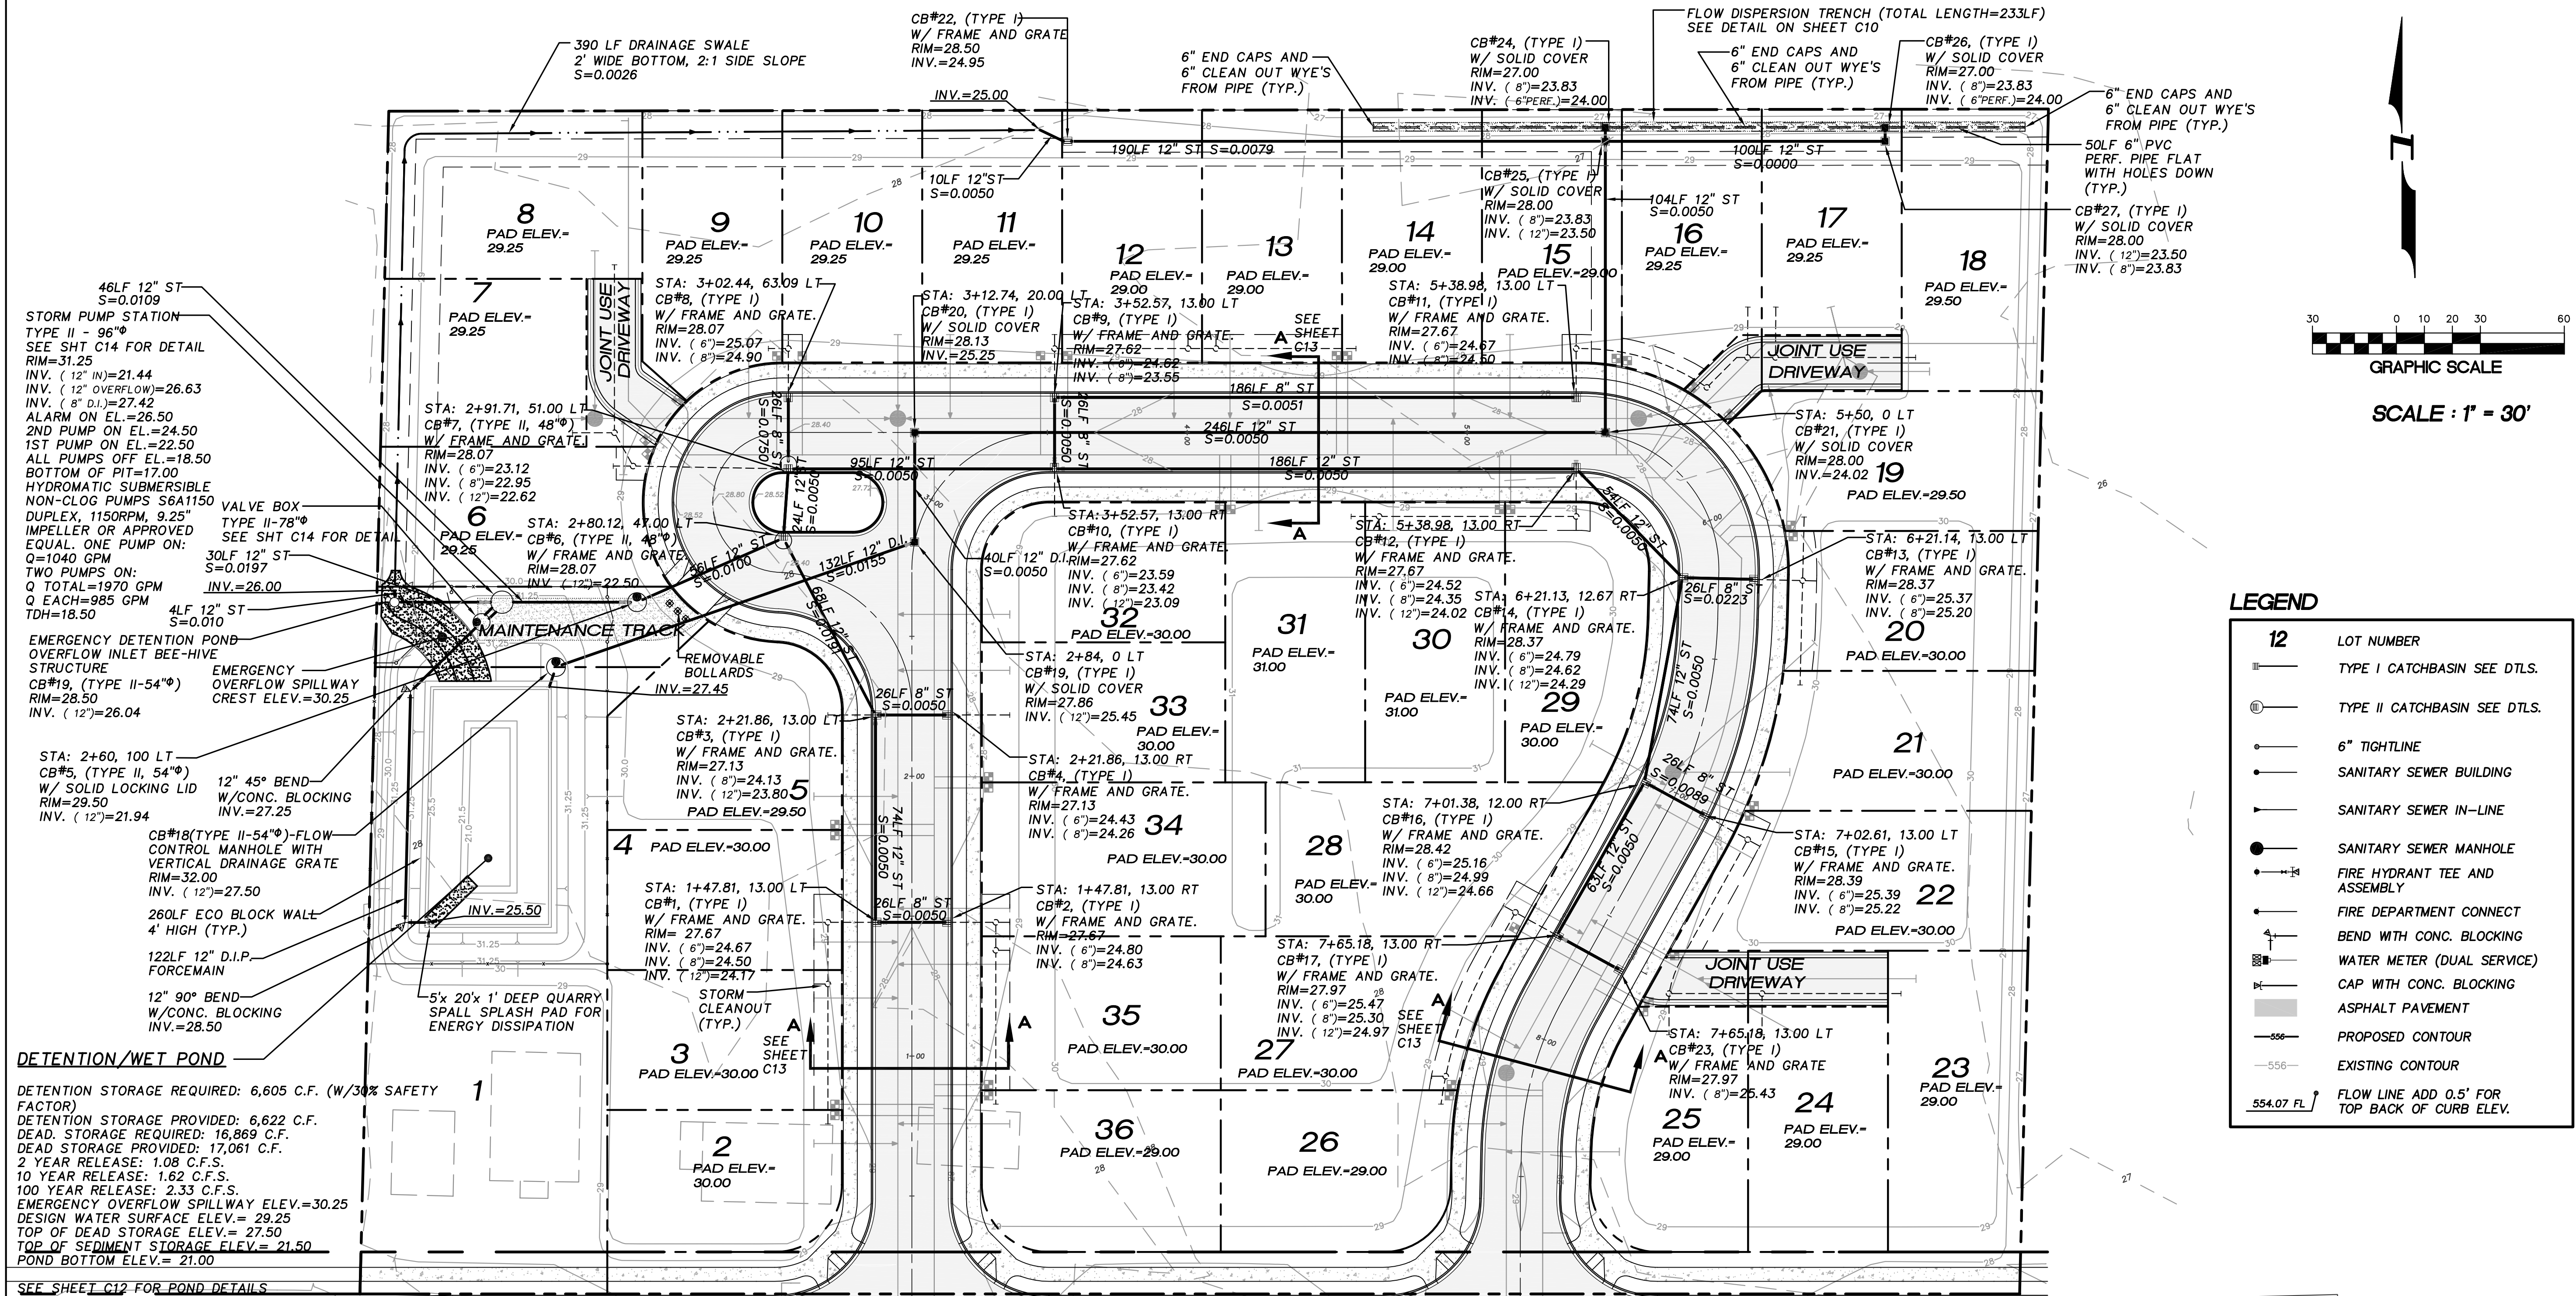 390 LF DRAINAGE SWALE
2' WIDE BOTTOM, 2:1 SIDE SLOPE
S=0.0026
CB#22, (TYPE I)
W/ FRAME AND GRATE
RIM=28.50
INV.=24.95
INV.=25.00
6" END CAPS AND
6" CLEAN OUT WYE'S
FROM PIPE (TYP.)
CB#24, (TYPE I)
W/ SOLID COVER
RIM=27.00
INV. ( 8")=23.83
INV. ( 6"PERF.)=24.00
FLOW DISPERSION TRENCH (TOTAL LENGTH=233LF)
SEE DETAIL ON SHEET C10
6" END CAPS AND
6" CLEAN OUT WYE'S
FROM PIPE (TYP.)
CB#26, (TYPE I)
W/ SOLID COVER
RIM=27.00
INV. ( 8")=23.83
INV. ( 6"PERF.)=24.00
6" END CAPS AND
6" CLEAN OUT WYE'S
FROM PIPE (TYP.)
50LF 6" PVC
PERF. PIPE FLAT
WITH HOLES DOWN
(TYP.)
CB#27, (TYPE I)
W/ SOLID COVER
RIM=28.00
INV. ( 12")=23.50
INV. ( 8")=23.83
190LF 12" ST S=0.0079
10LF 12"ST
S=0.0050
100LF 12" ST
S=0.0000
CB#25, (TYPE I)
W/ SOLID COVER
RIM=28.00
INV. ( 8")=23.83
INV. ( 12")=23.50
104LF 12" ST
S=0.0050
8
PAD ELEV.=
29.25
9
PAD ELEV.=
29.25
10
PAD ELEV.=
29.25
11
PAD ELEV.=
29.25
12
PAD ELEV.=
29.00
13
PAD ELEV.=
29.00
14
PAD ELEV.=
29.00
15
PAD ELEV.=29.00
16
PAD ELEV.=
29.25
17
PAD ELEV.=
29.25
18
PAD ELEV.=
29.50
7
PAD ELEV.=
29.25
JOINT USE
DRIVEWAY
46LF 12" ST
S=0.0109
STORM PUMP STATION
TYPE II - 96"Φ
SEE SHT C14 FOR DETAIL
RIM=31.25
INV. ( 12" IN)=21.44
INV. ( 12" OVERFLOW)=26.63
INV. ( 8" D.I.)=27.42
ALARM ON EL.=26.50
2ND PUMP ON EL.=24.50
1ST PUMP ON EL.=22.50
ALL PUMPS OFF EL.=18.50
BOTTOM OF PIT=17.00
HYDROMATIC SUBMERSIBLE
NON-CLOG PUMPS S6A1150
DUPLEX, 1150RPM, 9.25"
IMPELLER OR APPROVED
EQUAL. ONE PUMP ON:
Q=1040 GPM
TWO PUMPS ON:
Q TOTAL=1970 GPM
Q EACH=985 GPM
TDH=18.50
VALVE BOX
TYPE II-78"Φ
SEE SHT C14 FOR DETAIL
30LF 12" ST
S=0.0197
INV.=26.00
4LF 12" ST
S=0.010
EMERGENCY DETENTION POND
OVERFLOW INLET BEE-HIVE
STRUCTURE
CB#19, (TYPE II-54"Φ)
RIM=28.50
INV. ( 12")=26.04
EMERGENCY
OVERFLOW SPILLWAY
CREST ELEV.=30.25
STA: 3+02.44, 63.09 LT
CB#8, (TYPE I)
W/ FRAME AND GRATE.
RIM=28.07
INV. ( 6")=25.07
INV. ( 8")=24.90
STA: 3+12.74, 20.00 LT
CB#20, (TYPE I)
W/ SOLID COVER
RIM=28.13
INV.=25.25
STA: 3+52.57, 13.00 LT
CB#9, (TYPE I)
W/ FRAME AND GRATE.
RIM=27.62
INV. ( 6")=24.62
INV. ( 8")=23.55
A
SEE
SHEET
C13
STA: 5+38.98, 13.00 LT
CB#11, (TYPE I)
W/ FRAME AND GRATE.
RIM=27.67
INV. ( 6")=24.67
INV. ( 8")=24.50
JOINT USE
DRIVEWAY
STA: 2+91.71, 51.00 LT
CB#7, (TYPE II, 48"Φ)
W/ FRAME AND GRATE.
RIM=28.07
INV. ( 6")=23.12
INV. ( 8")=22.95
INV. ( 12")=22.62
26LF 8" ST
S=0.0750
26LF 8" ST
S=0.0050
186LF 8" ST
S=0.0051
246LF 12" ST
S=0.0050
186LF 12" ST
S=0.0050
95LF 12" ST
S=0.0050
24LF 12"ST
S=0.0050
STA: 5+50, 0 LT
CB#21, (TYPE I)
W/ SOLID COVER
RIM=28.00
INV.=24.02
19
PAD ELEV.=29.50
6
PAD ELEV.=
29.25
STA: 2+80.12, 47.00 LT
CB#6, (TYPE II, 48"Φ)
W/ FRAME AND GRATE.
RIM=28.07
INV. ( 12")=22.50
56LF 12" ST
S=0.0100
132LF 12" D.I.
S=0.0155
40LF 12" D.I.
S=0.0050
68LF 12" ST
S=0.0191
54LF 12" ST
S=0.0050
STA:3+52.57, 13.00 RT
CB#10, (TYPE I)
W/ FRAME AND GRATE.
RIM=27.62
INV. ( 6")=23.59
INV. ( 8")=23.42
INV. ( 12")=23.09
32
PAD ELEV.=30.00
A
STA: 5+38.98, 13.00 RT
CB#12, (TYPE I)
W/ FRAME AND GRATE.
RIM=27.67
INV. ( 6")=24.52
INV. ( 8")=24.35
INV. ( 12")=24.02
STA: 6+21.14, 13.00 LT
CB#13, (TYPE I)
W/ FRAME AND GRATE.
RIM=28.37
INV. ( 6")=25.37
INV. ( 8")=25.20
20
PAD ELEV.=30.00
26LF 8" ST
S=0.0223
STA: 6+21.13, 12.67 RT
CB#14, (TYPE I)
W/ FRAME AND GRATE.
RIM=28.37
INV. ( 6")=24.79
INV. ( 8")=24.62
INV. ( 12")=24.29
31
PAD ELEV.=
31.00
30
PAD ELEV.=
31.00
29
PAD ELEV.=
30.00
MAINTENANCE TRACK
REMOVABLE
BOLLARDS
INV.=27.45
STA: 2+84, 0 LT
CB#19, (TYPE I)
W/ SOLID COVER
RIM=27.86
INV. ( 12")=25.45
33
PAD ELEV.=
30.00
26LF 8" ST
S=0.0050
STA: 2+21.86, 13.00 LT
CB#3, (TYPE I)
W/ FRAME AND GRATE.
RIM=27.13
INV. ( 8")=24.13
INV. ( 12")=23.80
5
PAD ELEV.=29.50
STA: 2+21.86, 13.00 RT
CB#4, (TYPE I)
W/ FRAME AND GRATE.
RIM=27.13
INV. ( 6")=24.43
INV. ( 8")=24.26
34
PAD ELEV.=30.00
74LF 12" ST
S=0.0050
74LF 12" ST
S=0.0050
26LF 8" ST
S=0.0089
21
PAD ELEV.=30.00
STA: 2+60, 100 LT
CB#5, (TYPE II, 54"Φ)
W/ SOLID LOCKING LID
RIM=29.50
INV. ( 12")=21.94
12" 45° BEND
W/CONC. BLOCKING
INV.=27.25
CB#18(TYPE II-54"Φ)-FLOW
CONTROL MANHOLE WITH
VERTICAL DRAINAGE GRATE
RIM=32.00
INV. ( 12")=27.50
260LF ECO BLOCK WALL
4' HIGH (TYP.)
122LF 12" D.I.P.
FORCEMAIN
12" 90° BEND
W/CONC. BLOCKING
INV.=28.50
INV.=25.50
5'x 20'x 1' DEEP QUARRY
SPALL SPLASH PAD FOR
ENERGY DISSIPATION
4
PAD ELEV.=30.00
STA: 1+47.81, 13.00 LT
CB#1, (TYPE I)
W/ FRAME AND GRATE.
RIM= 27.67
INV. ( 6")=24.67
INV. ( 8")=24.50
INV. ( 12")=24.17
26LF 8" ST
S=0.0050
STA: 1+47.81, 13.00 RT
CB#2, (TYPE I)
W/ FRAME AND GRATE.
RIM=27.67
INV. ( 6")=24.80
INV. ( 8")=24.63
28
PAD ELEV.=
30.00
STA: 7+01.38, 12.00 RT
CB#16, (TYPE I)
W/ FRAME AND GRATE.
RIM=28.42
INV. ( 6")=25.16
INV. ( 8")=24.99
INV. ( 12")=24.66
63LF 12" ST
S=0.0050
STA: 7+02.61, 13.00 LT
CB#15, (TYPE I)
W/ FRAME AND GRATE.
RIM=28.39
INV. ( 6")=25.39
INV. ( 8")=25.22
22
PAD ELEV.=30.00
STORM
CLEANOUT
(TYP.)
A
A
SEE
SHEET
C13
STA: 7+65.18, 13.00 RT
CB#17, (TYPE I)
W/ FRAME AND GRATE.
RIM=27.97
INV. ( 6")=25.47
INV. ( 8")=25.30
INV. ( 12")=24.97
A
SEE
SHEET
C13
JOINT USE
DRIVEWAY
STA: 7+65.18, 13.00 LT
CB#23, (TYPE I)
W/ FRAME AND GRATE
RIM=27.97
INV. ( 8")=25.43
A
35
PAD ELEV.=30.00
27
PAD ELEV.=30.00
3
PAD ELEV.=30.00
1
2
PAD ELEV.=
30.00
36
PAD ELEV.=29.00
26
PAD ELEV.=29.00
25
PAD ELEV.=
29.00
24
PAD ELEV.=
29.00
23
PAD ELEV.=
29.00
DETENTION/WET POND
DETENTION STORAGE REQUIRED: 6,605 C.F. (W/30% SAFETY
FACTOR)
DETENTION STORAGE PROVIDED: 6,622 C.F.
DEAD. STORAGE REQUIRED: 16,869 C.F.
DEAD STORAGE PROVIDED: 17,061 C.F.
2 YEAR RELEASE: 1.08 C.F.S.
10 YEAR RELEASE: 1.62 C.F.S.
100 YEAR RELEASE: 2.33 C.F.S.
EMERGENCY OVERFLOW SPILLWAY ELEV.=30.25
DESIGN WATER SURFACE ELEV.= 29.25
TOP OF DEAD STORAGE ELEV.= 27.50
TOP OF SEDIMENT STORAGE ELEV.= 21.50
POND BOTTOM ELEV.= 21.00
SEE SHEET C12 FOR POND DETAILS
30 0 10 20 30 60
GRAPHIC SCALE
SCALE : 1" = 30'
LEGEND
12 LOT NUMBER
TYPE I CATCHBASIN SEE DTLS.
TYPE II CATCHBASIN SEE DTLS.
6" TIGHTLINE
SANITARY SEWER BUILDING
SANITARY SEWER IN-LINE
SANITARY SEWER MANHOLE
FIRE HYDRANT TEE AND
ASSEMBLY
FIRE DEPARTMENT CONNECT
BEND WITH CONC. BLOCKING
WATER METER (DUAL SERVICE)
CAP WITH CONC. BLOCKING
ASPHALT PAVEMENT
556 PROPOSED CONTOUR
556 EXISTING CONTOUR
554.07 FL FLOW LINE ADD 0.5' FOR
TOP BACK OF CURB ELEV.